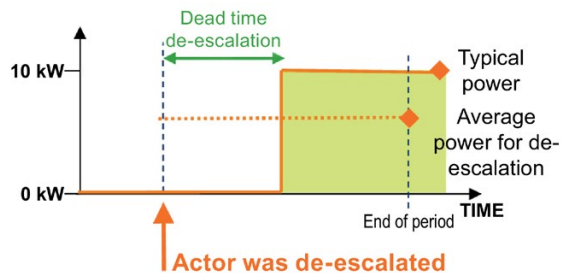 Dead time
de-escalation
10 kW
Typical
power
Average
power for de-
escalation
0 kW
TIME
End of period
Actor was de-escalated